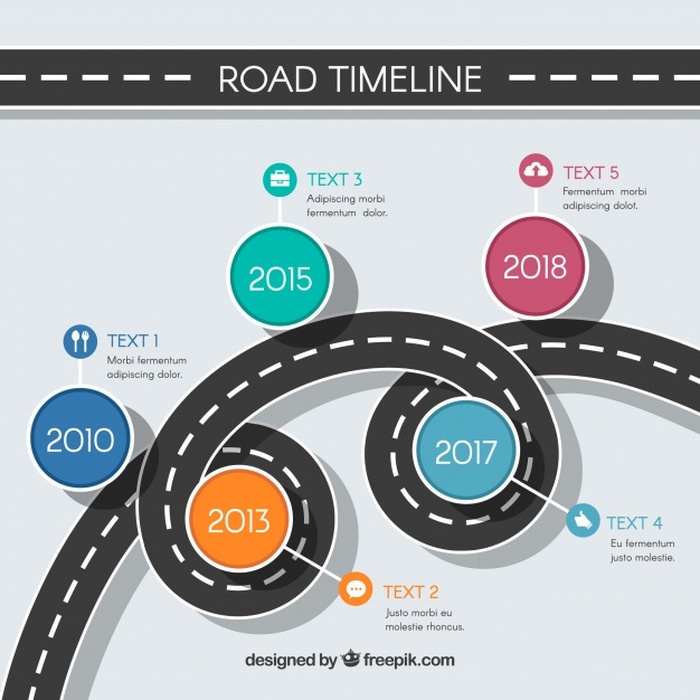 ROAD TIMELINE
2010
TEXT 1
Morbi fermentum
adipiscing dolor.
2013
TEXT 2
Justo morbi eu
molestie rhoncus.
2015
TEXT 3
Adipiscing morbi
fermentum dolor.
2017
TEXT 4
Eu fermentum
justo molestie.
2018
TEXT 5
Fermentum morbi
adipiscing dolot.
designed by freepik.com